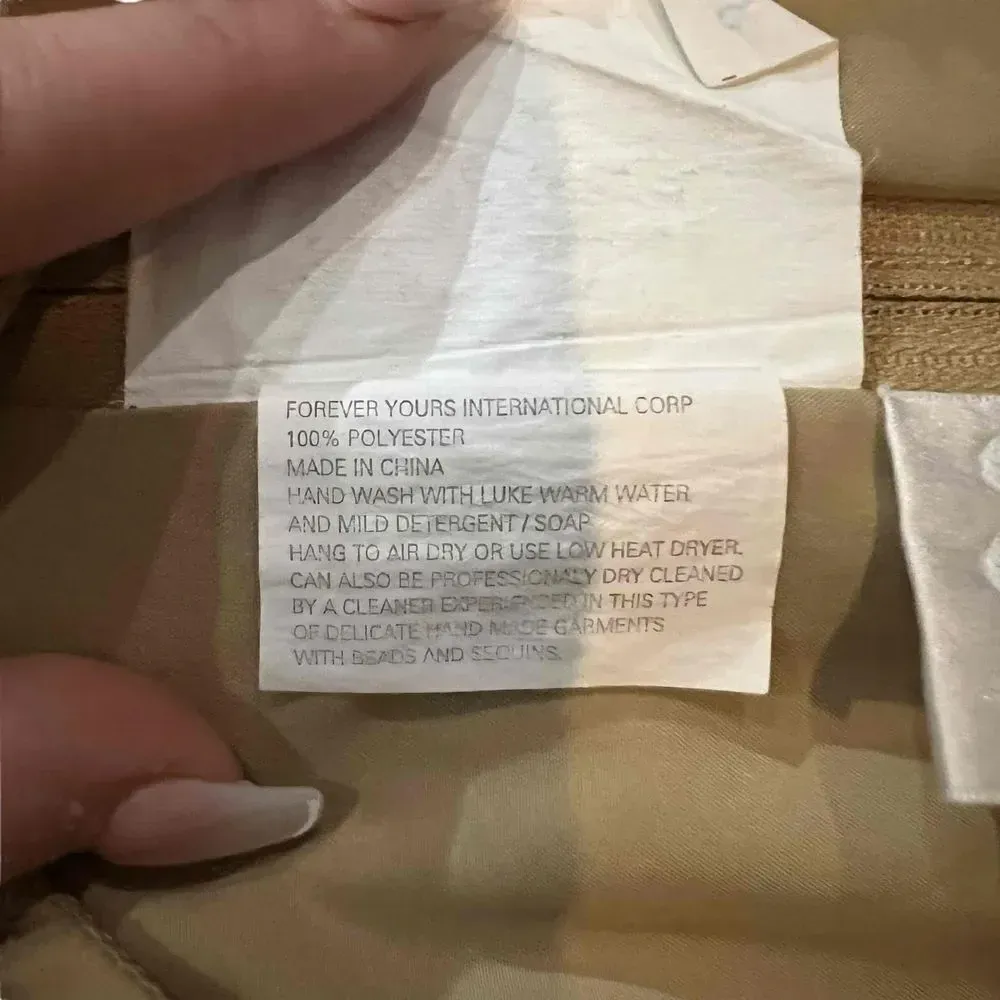 FOREVER YOURS INTERNATIONAL CORP
100% POLYESTER
MADE IN CHINA
HAND WASH WITH LUKE WARM WATER
AND MILD DETERGENT / SOAP
HANG TO AIR DRY OR USE LOW HEAT DRYER.
CAN ALSO BE PROFESSIONALY DRY CLEANED
BY A CLEANER EXPERIENCED IN THIS TYPE
OF DELICATE HAND MADE GARMENTS
WITH BEADS AND SEQUINS.